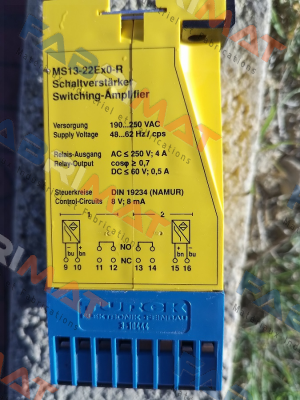 MS13-22Ex0-R
Schaltverstärker
Switching-Amplifier
Versorgung 190...250 VAC
Supply Voltage 48...62 Hz / cps
Relais-Ausgang AC ≤ 250 V; 4 A
Relay-Output cosφ ≥ 0,7
DC ≤ 60 V; 0,5 A
Steuerkreise DIN 19234 (NAMUR)
Control-Circuits 8 V; 8 mA
1 2
- + NO - +
bu bn NC bu bn
9 10 11 12 13 14 15 16
TURCK